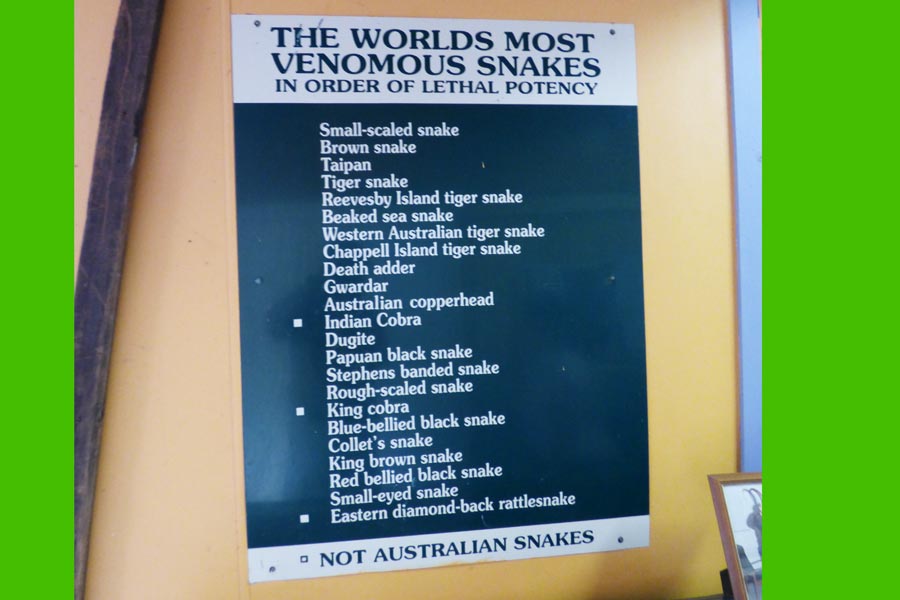 THE WORLDS MOST
VENOMOUS SNAKES
IN ORDER OF LETHAL POTENCY
Small-scaled snake
Brown snake
Taipan
Tiger snake
Reevesby Island tiger snake
Beaked sea snake
Western Australian tiger snake
Chappell Island tiger snake
Death adder
Gwardar
Australian copperhead
Indian Cobra
Dugite
Papuan black snake
Stephens banded snake
Rough-scaled snake
King cobra
Blue-bellied black snake
Collet's snake
King brown snake
Red bellied black snake
Small-eyed snake
Eastern diamond-back rattlesnake
NOT AUSTRALIAN SNAKES